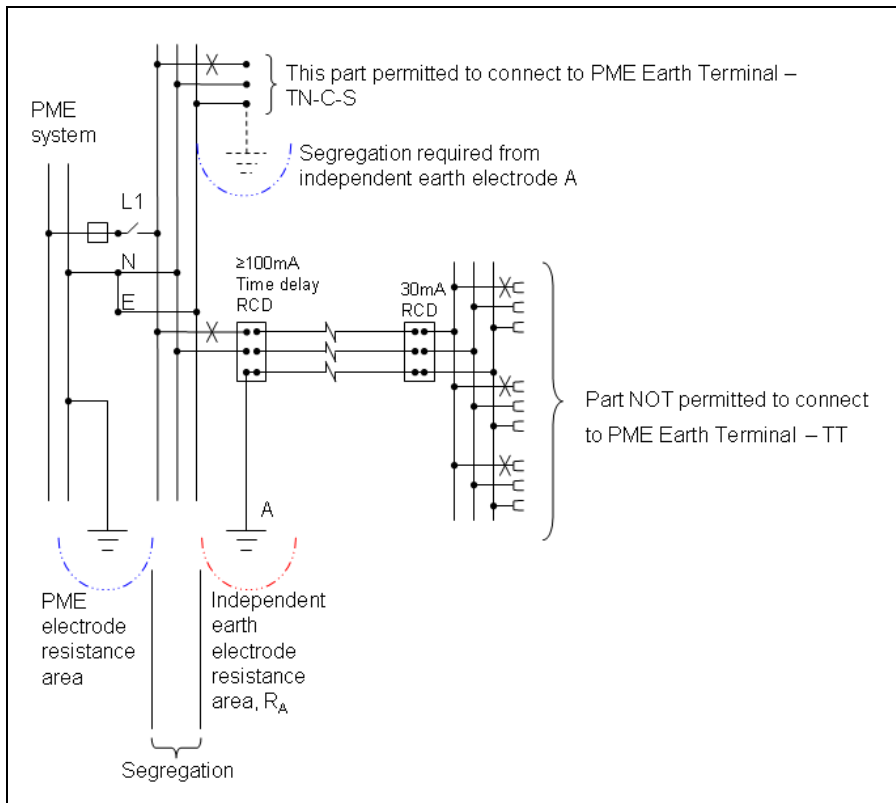 This part permitted to connect to PME Earth Terminal –
TN-C-S
PME
system
Segregation required from
independent earth electrode A
L1
N
E
≥100mA
Time delay
RCD
30mA
RCD
Part NOT permitted to connect
to PME Earth Terminal – TT
A
PME
electrode
resistance
area
Independent
earth
electrode
resistance
area, RA
Segregation